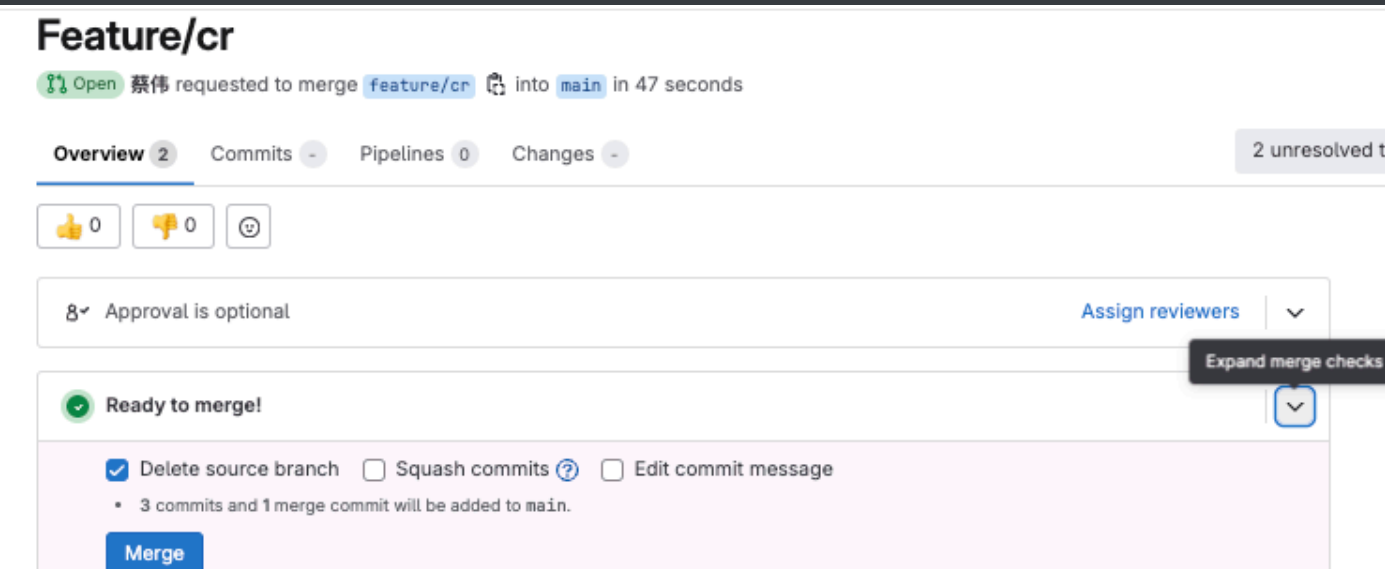 Feature/cr
Open 蔡伟 requested to merge feature/cr into main in 47 seconds
Overview 2 Commits - Pipelines 0 Changes - 2 unresolved t
0 0
Approval is optional Assign reviewers
Expand merge checks
Ready to merge!
Delete source branch Squash commits ? Edit commit message
• 3 commits and 1 merge commit will be added to main.
Merge